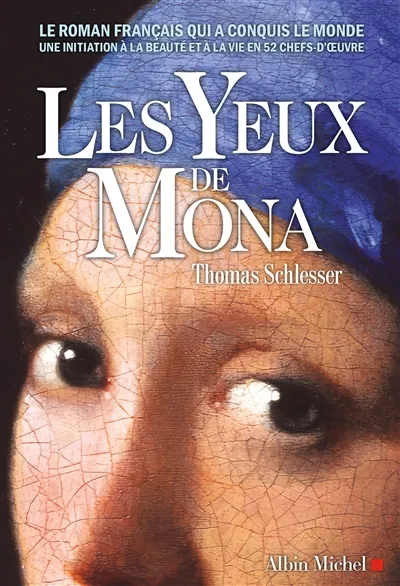 LE ROMAN FRANÇAIS QUI A CONQUIS LE MONDE
UNE INITIATION À LA BEAUTÉ ET À LA VIE EN 52 CHEFS-D'ŒUVRE
LES YEUX
DE
MONA
Thomas Schlesser
Albin Michel